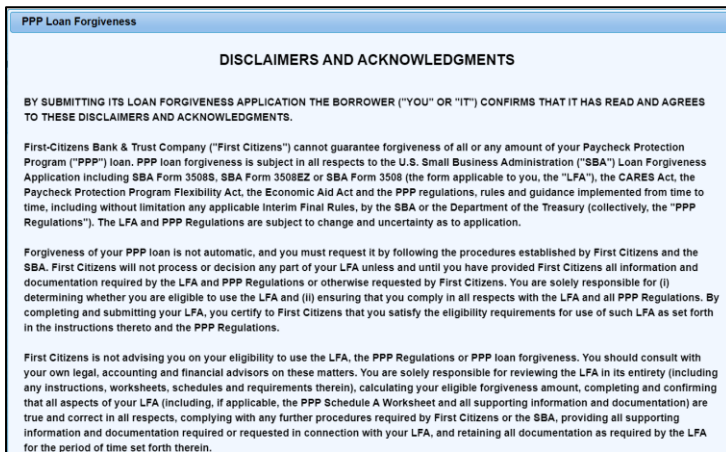 PPP Loan Forgiveness
DISCLAIMERS AND ACKNOWLEDGMENTS
BY SUBMITTING ITS LOAN FORGIVENESS APPLICATION THE BORROWER ("YOU" OR "IT") CONFIRMS THAT IT HAS READ AND AGREES
TO THESE DISCLAIMERS AND ACKNOWLEDGMENTS.
First-Citizens Bank & Trust Company ("First Citizens") cannot guarantee forgiveness of all or any amount of your Paycheck Protection
Program ("PPP") loan. PPP loan forgiveness is subject in all respects to the U.S. Small Business Administration ("SBA") Loan Forgiveness
Application including SBA Form 3508S, SBA Form 3508EZ or SBA Form 3508 (the form applicable to you, the "LFA"), the CARES Act, the
Paycheck Protection Program Flexibility Act, the Economic Aid Act and the PPP regulations, rules and guidance implemented from time to
time, including without limitation any applicable Interim Final Rules, by the SBA or the Department of the Treasury (collectively, the "PPP
Regulations"). The LFA and PPP Regulations are subject to change and uncertainty as to application.
Forgiveness of your PPP loan is not automatic, and you must request it by following the procedures established by First Citizens and the
SBA. First Citizens will not process or decision any part of your LFA unless and until you have provided First Citizens all information and
documentation required by the LFA and PPP Regulations or otherwise requested by First Citizens. You are solely responsible for (i)
determining whether you are eligible to use the LFA and (ii) ensuring that you comply in all respects with the LFA and all PPP Regulations. By
completing and submitting your LFA, you certify to First Citizens that you satisfy the eligibility requirements for use of such LFA as set forth
in the instructions thereto and the PPP Regulations.
First Citizens is not advising you on your eligibility to use the LFA, the PPP Regulations or PPP loan forgiveness. You should consult with
your own legal, accounting and financial advisors on these matters. You are solely responsible for reviewing the LFA in its entirety (including
any instructions, worksheets, schedules and requirements therein), calculating your eligible forgiveness amount, completing and confirming
that all aspects of your LFA (including, if applicable, the PPP Schedule A Worksheet and all supporting information and documentation) are
true and correct in all respects, complying with any further procedures required by First Citizens or the SBA, providing all supporting
information and documentation required or requested in connection with your LFA, and retaining all documentation as required by the LFA
for the period of time set forth therein.